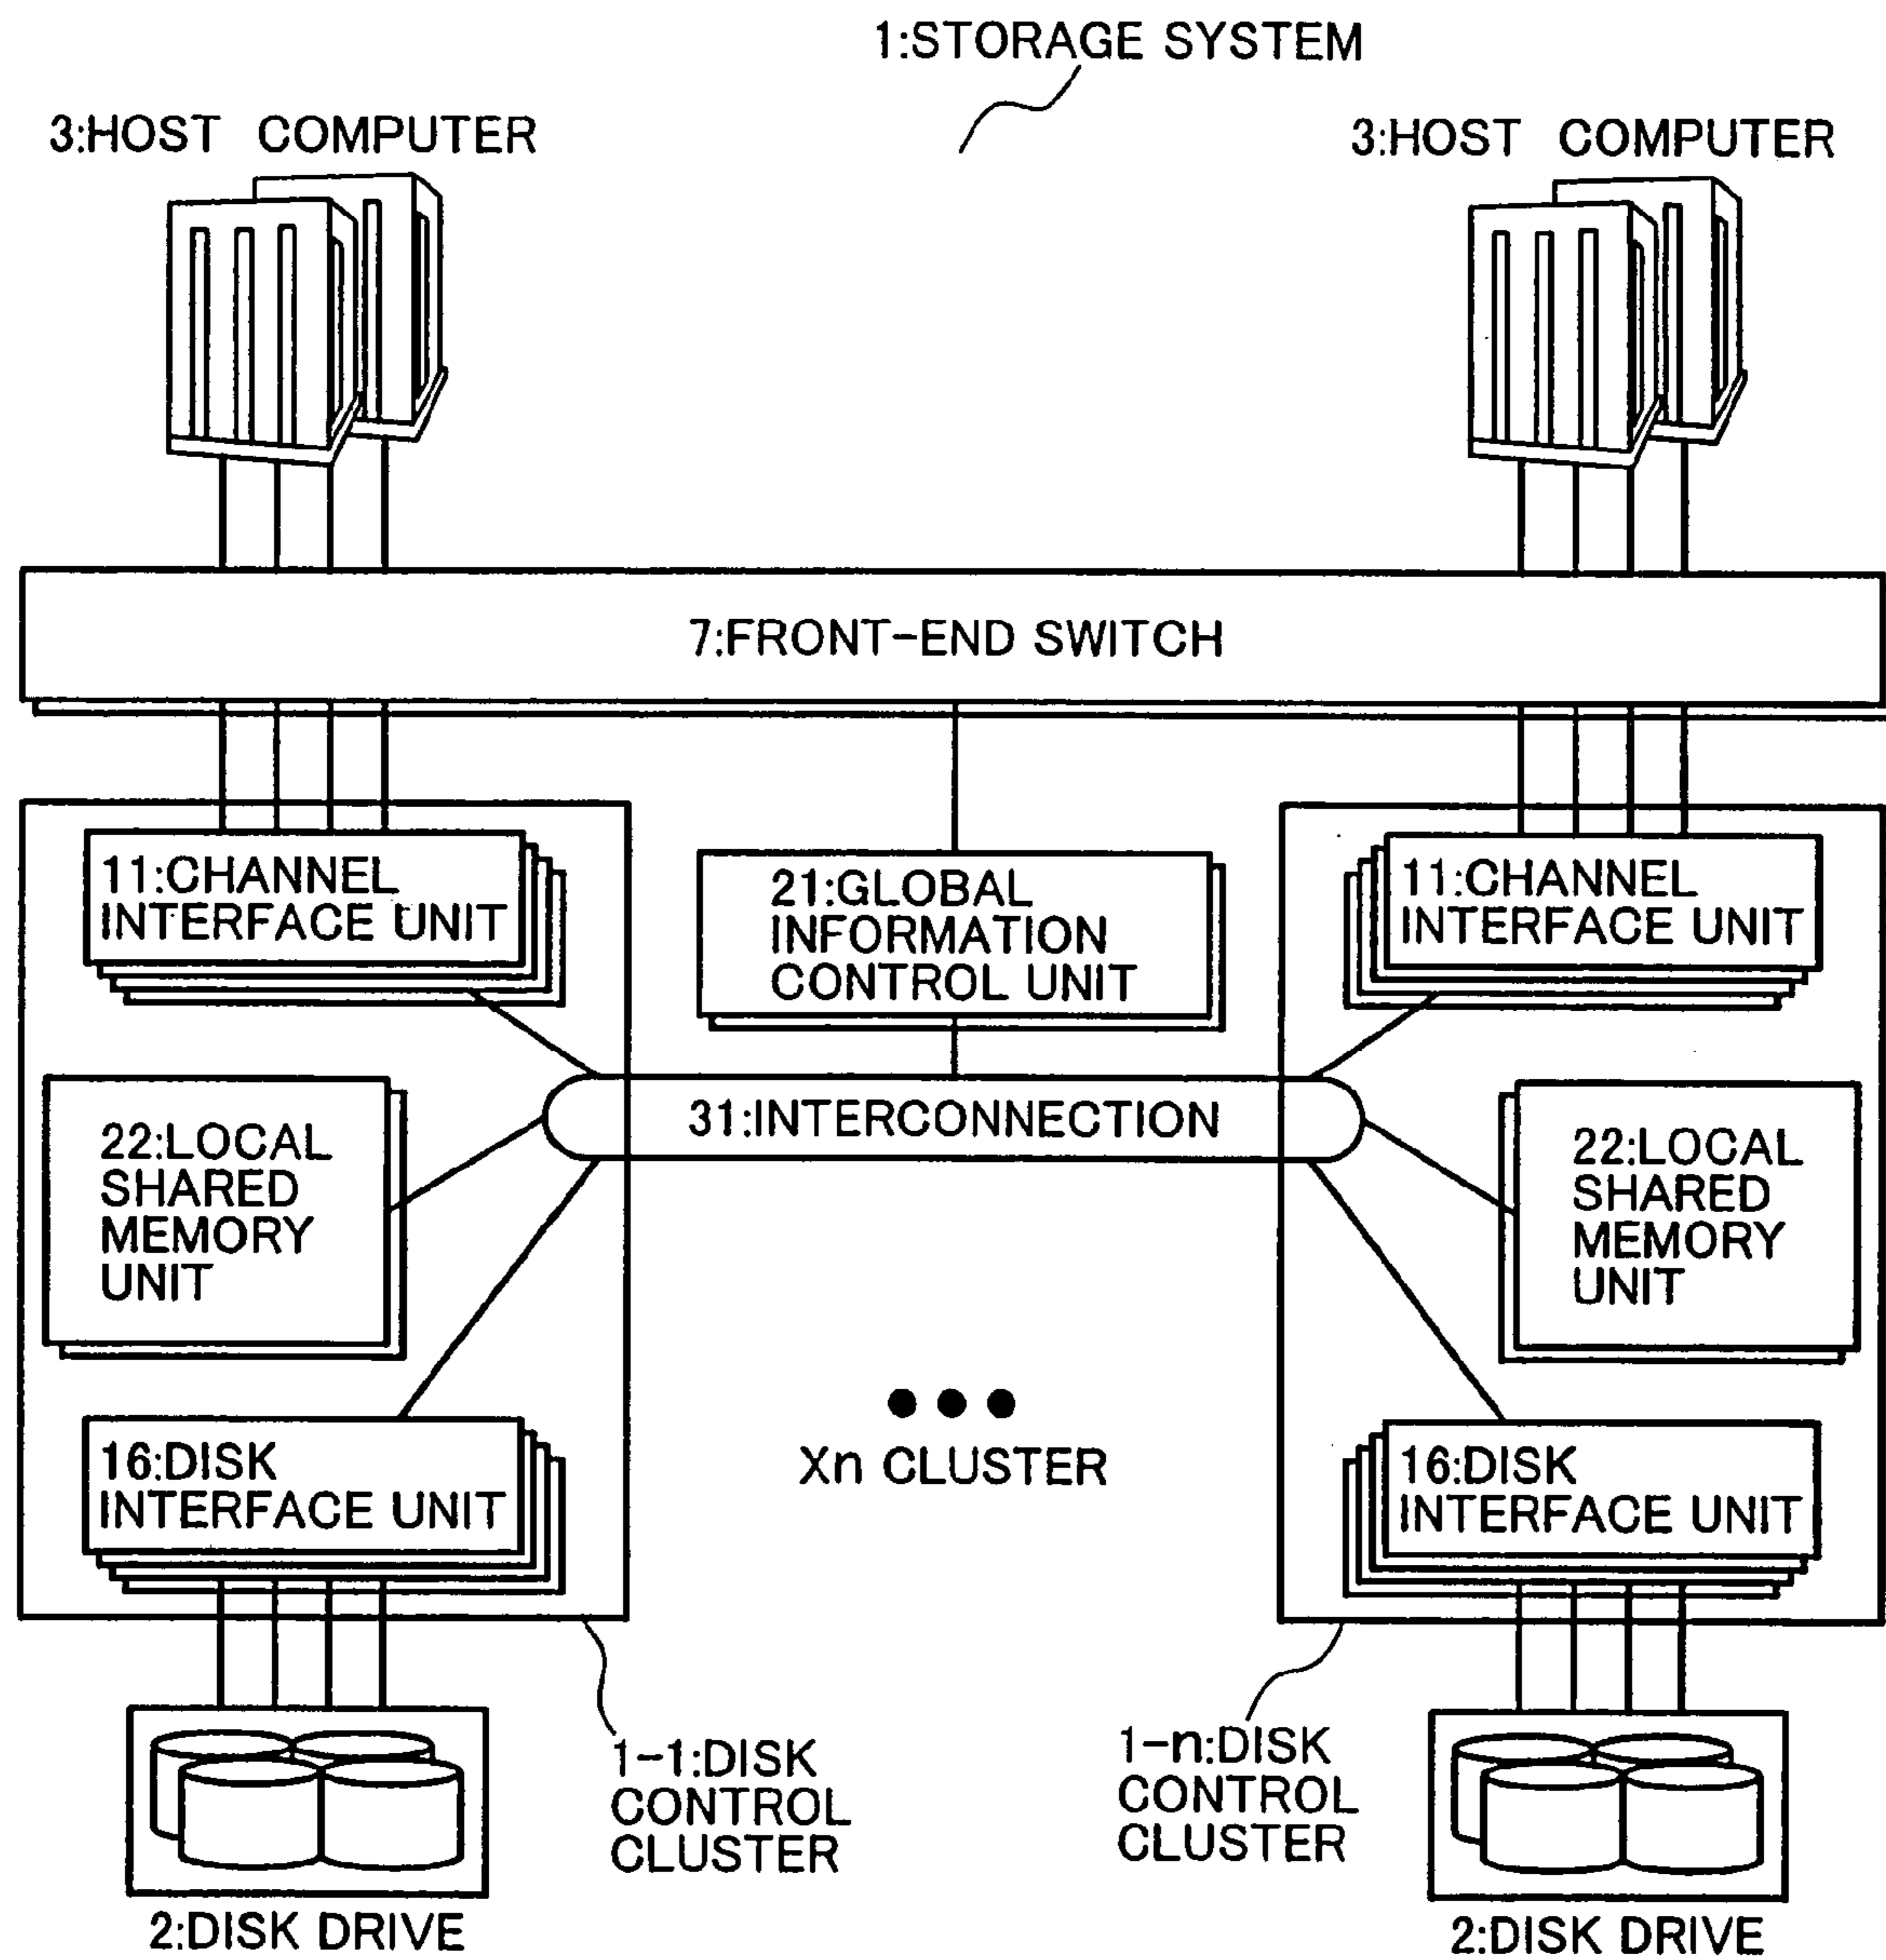 1:STORAGE SYSTEM
3:HOST COMPUTER
3:HOST COMPUTER
7:FRONT-END SWITCH
11:CHANNEL
INTERFACE UNIT
21:GLOBAL
INFORMATION
CONTROL UNIT
11:CHANNEL
INTERFACE UNIT
31:INTERCONNECTION
22:LOCAL
SHARED
MEMORY
UNIT
22:LOCAL
SHARED
MEMORY
UNIT
16:DISK
INTERFACE UNIT
Xn CLUSTER
16:DISK
INTERFACE UNIT
1-1:DISK
CONTROL
CLUSTER
1-n:DISK
CONTROL
CLUSTER
2:DISK DRIVE
2:DISK DRIVE